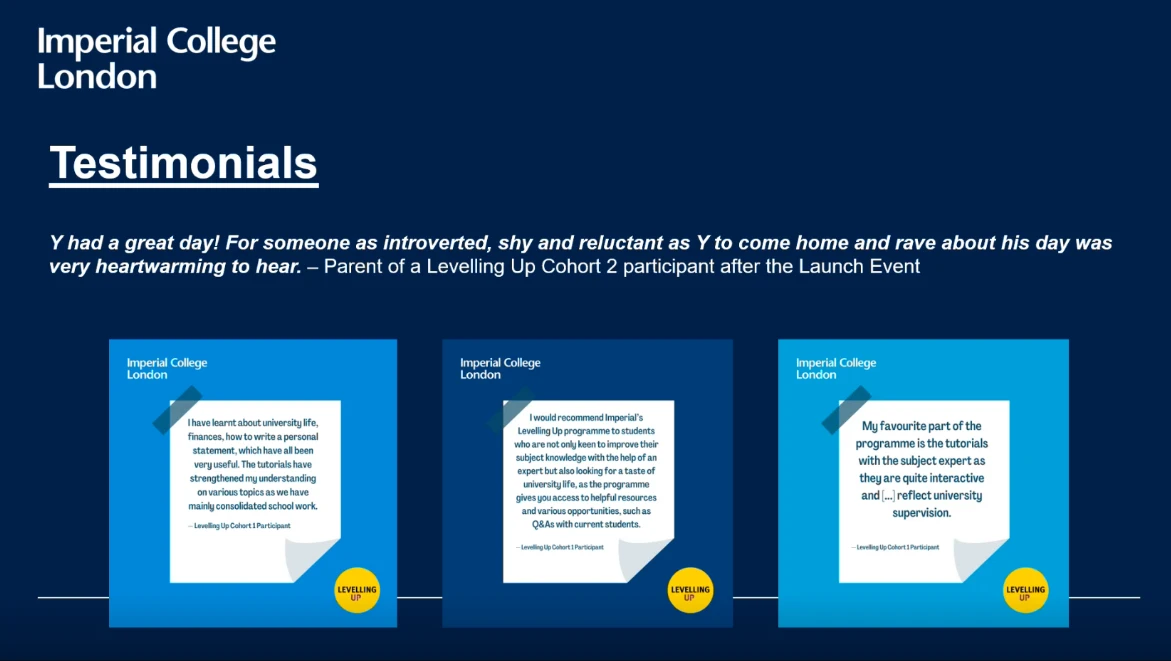 Imperial College
London
Testimonials
Y had a great day! For someone as introverted, shy and reluctant as Y to come home and rave about his day was
very heartwarming to hear. – Parent of a Levelling Up Cohort 2 participant after the Launch Event
Imperial College
London
I have learnt about university life,
finances, how to write a personal
statement, which have all been
very useful. The tutorials have
strengthened my understanding
on various topics as we have
mainly consolidated school work.
– Levelling Up Cohort 1 Participant
LEVELLING
UP
Imperial College
London
I would recommend Imperial's
Levelling Up programme to students
who are not only keen to improve their
subject knowledge with the help of an
expert but also looking for a taste of
university life, as the programme
gives you access to helpful resources
and various opportunities, such as
Q&As with current students.
– Levelling Up Cohort 1 Participant
LEVELLING
UP
Imperial College
London
My favourite part of the
programme is the tutorials
with the subject expert as
they are quite interactive
and [...] reflect university
supervision.
– Levelling Up Cohort 1 Participant
LEVELLING
UP